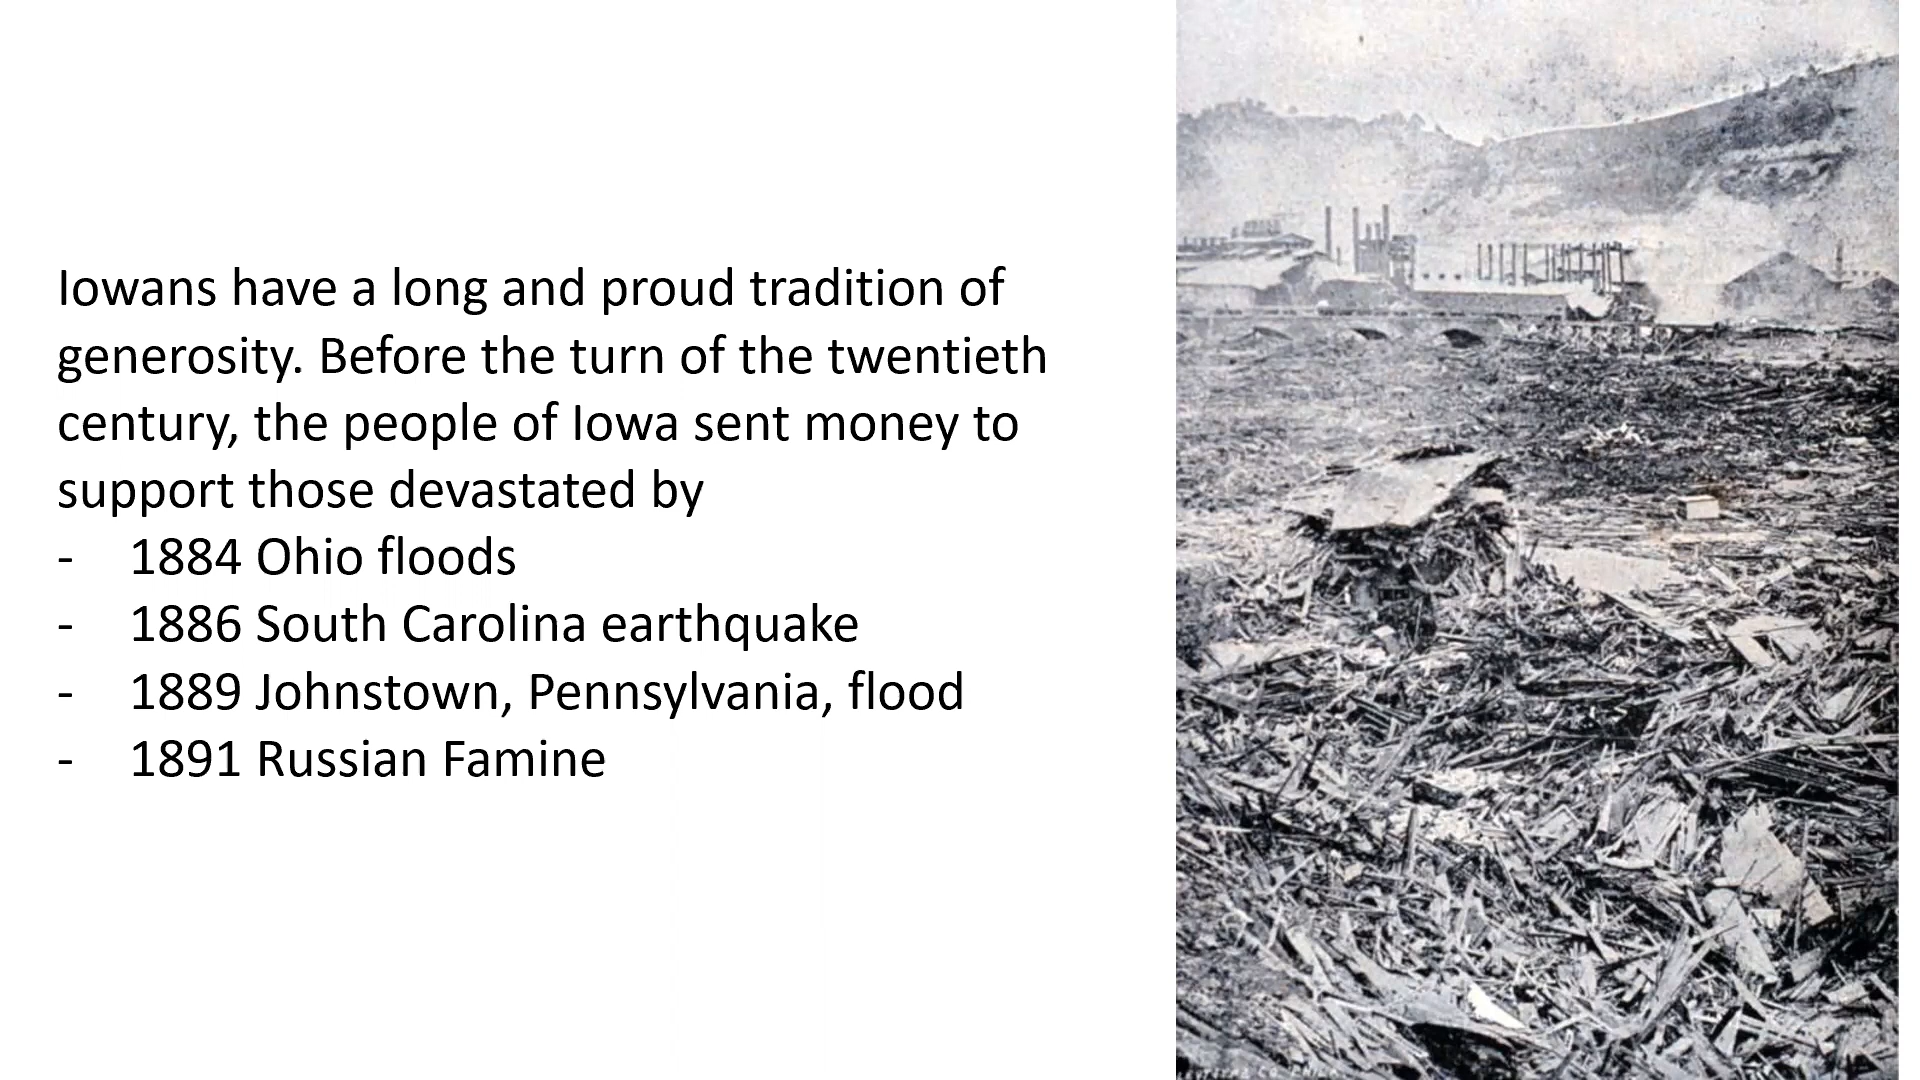 Iowans have a long and proud tradition of
generosity. Before the turn of the twentieth
century, the people of Iowa sent money to
support those devastated by
- 1884 Ohio floods
- 1886 South Carolina earthquake
- 1889 Johnstown, Pennsylvania, flood
- 1891 Russian Famine
CO. PHILA.